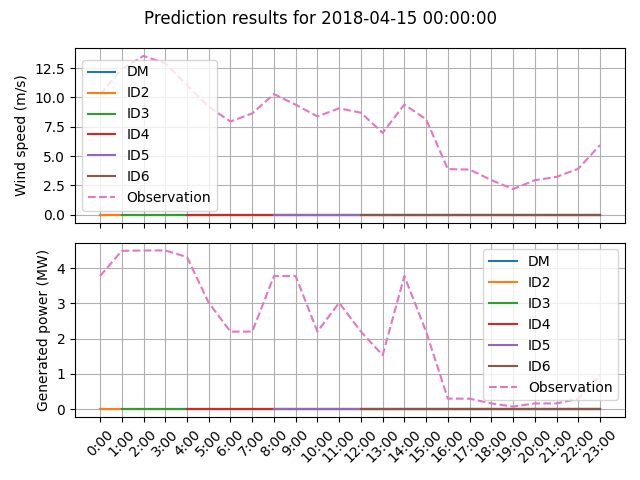 Prediction results for 2018-04-15 00:00:00
Wind speed (m/s)
12.5
10.0
7.5
5.0
2.5
0.0
DM
ID2
ID3
ID4
ID5
ID6
Observation
Generated power (MW)
4
3
2
1
0
DM
ID2
ID3
ID4
ID5
ID6
Observation
0:00
1:00
2:00
3:00
4:00
5:00
6:00
7:00
8:00
9:00
10:00
11:00
12:00
13:00
14:00
15:00
16:00
17:00
18:00
19:00
20:00
21:00
22:00
23:00